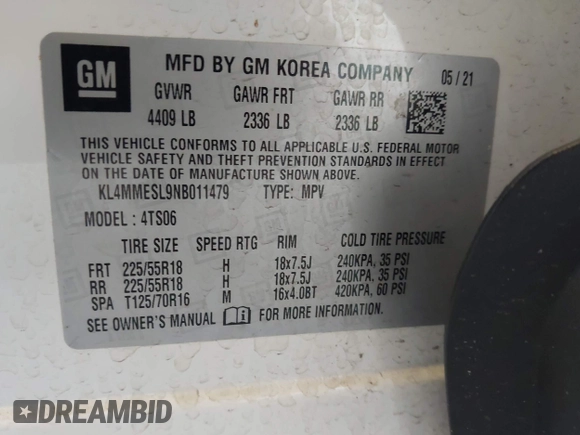 GM
MFD BY GM KOREA COMPANY 05 / 21
GVWR GAWR FRT GAWR RR
4409 LB 2336 LB 2336 LB
THIS VEHICLE CONFORMS TO ALL APPLICABLE U.S. FEDERAL MOTOR
VEHICLE SAFETY AND THEFT PREVENTION STANDARDS IN EFFECT
ON THE DATE OF MANUFACTURE SHOWN ABOVE.
KL4MMESL9NB011479 TYPE: MPV
MODEL : 4TS06
TIRE SIZE SPEED RTG RIM COLD TIRE PRESSURE
FRT 225/55R18 H 18x7.5J 240KPA, 35 PSI
RR 225/55R18 H 18x7.5J 240KPA, 35 PSI
SPA T125/70R16 M 16x4.0BT 420KPA, 60 PSI
SEE OWNER'S MANUAL FOR MORE INFORMATION.
DREAMBID